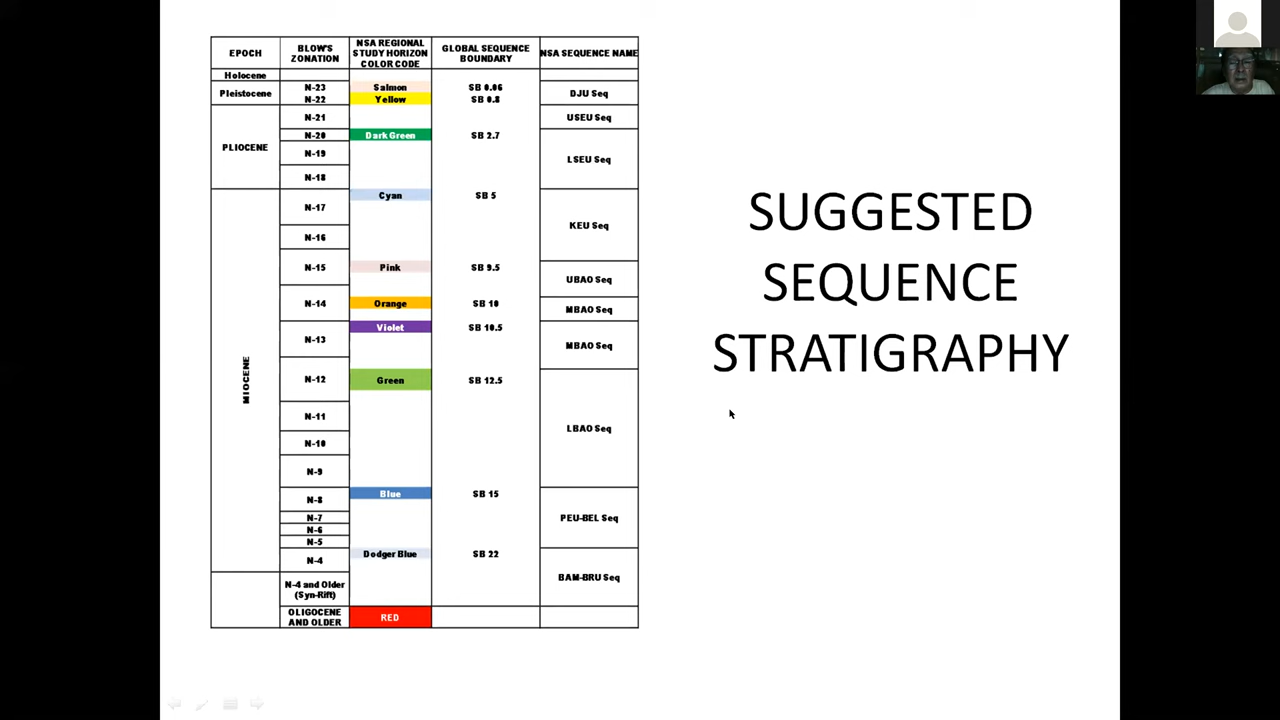 EPOCH
BLOW'S
ZONATION
NSA REGIONAL
STUDY HORIZON
COLOR CODE
GLOBAL SEQUENCE
BOUNDARY
NSA SEQUENCE NAME
Holocene
Pleistocene
N-23
Salmon
SB 0.06
DJU Seq
N-22
Yellow
SB 0.8
PLIOCENE
N-21
USEU Seq
N-20
Dark Green
SB 2.7
LSEU Seq
N-19
N-18
MIOCENE
Cyan
SB 5
N-17
KEU Seq
N-16
N-15
Pink
SB 9.5
UBAO Seq
N-14
Orange
SB 10
MBAO Seq
Violet
SB 10.5
N-13
MBAO Seq
N-12
Green
SB 12.5
N-11
LBAO Seq
N-10
N-9
Blue
SB 15
N-8
N-7
PEU-BEL Seq
N-6
N-5
N-4
Dodger Blue
SB 22
BAM-BRU Seq
N-4 and Older
(Syn-Rift)
OLIGOCENE
AND OLDER
RED
SUGGESTED
SEQUENCE
STRATIGRAPHY